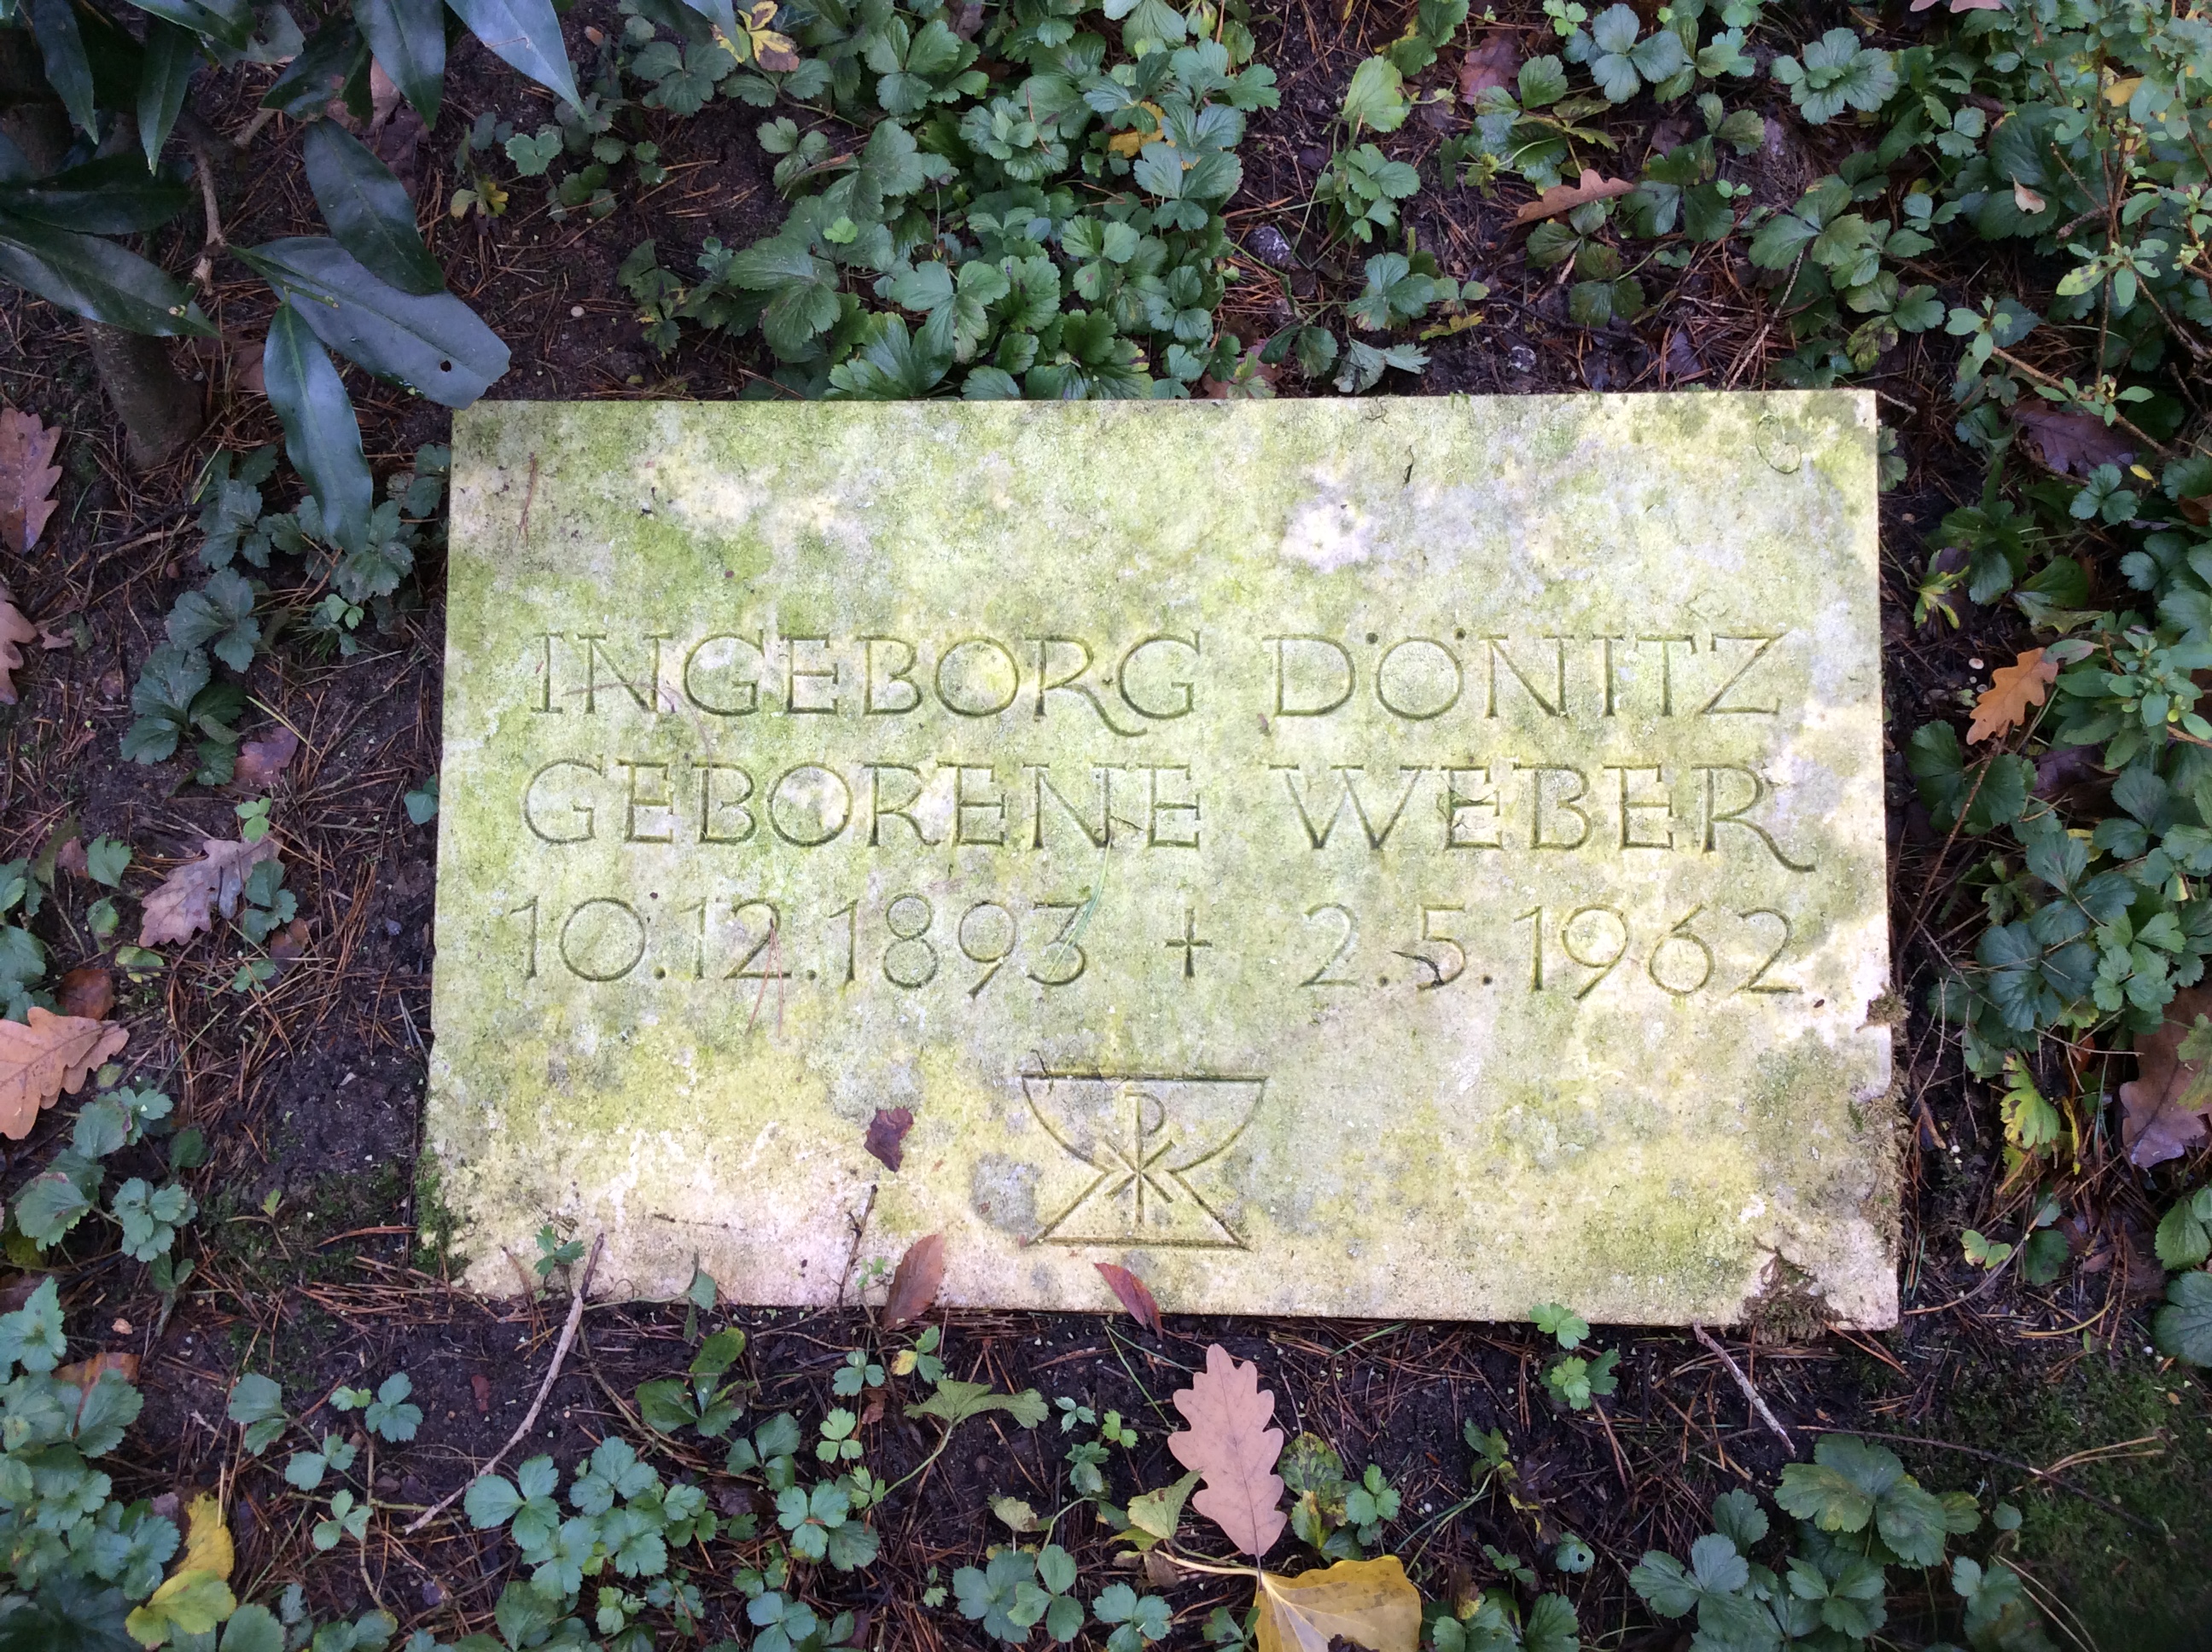 INGEBORG DÖNITZ
GEBORENE WEBER
10.12.1893 + 2.5.1962